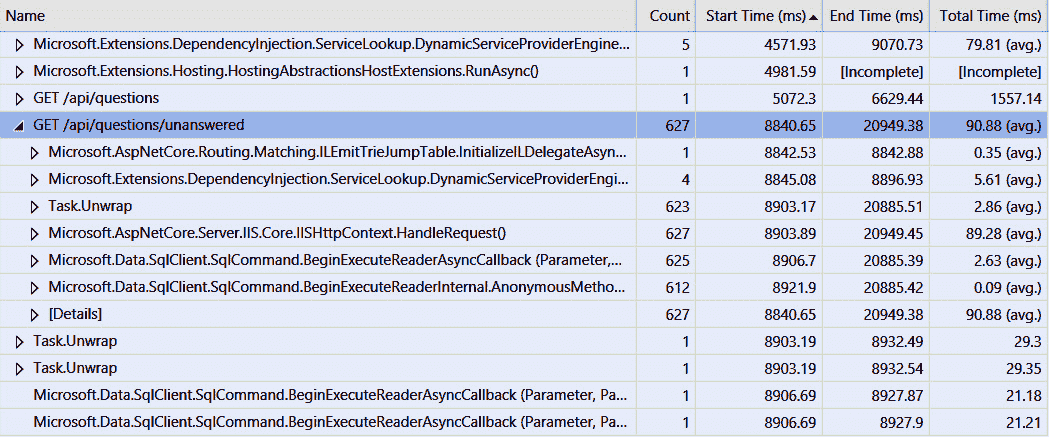 Name Count Start Time (ms) End Time (ms) Total Time (ms)
Microsoft.Extensions.DependencyInjection.ServiceLookup.DynamicServiceProviderEngine... 5 4571.93 9070.73 79.81 (avg.)
Microsoft.Extensions.Hosting.HostingAbstractionsHostExtensions.RunAsync() 1 4981.59 [Incomplete] [Incomplete]
GET /api/questions 1 5072.3 6629.44 1557.14
GET /api/questions/unanswered 627 8840.65 20949.38 90.88 (avg.)
Microsoft.AspNetCore.Routing.Matching.ILEmitTrieJumpTable.InitializeILDelegateAsyn... 1 8842.53 8842.88 0.35 (avg.)
Microsoft.Extensions.DependencyInjection.ServiceLookup.DynamicServiceProviderEngi... 4 8845.08 8896.93 5.61 (avg.)
Task.Unwrap 623 8903.17 20885.51 2.86 (avg.)
Microsoft.AspNetCore.Server.IIS.Core.IISHttpContext.HandleRequest() 627 8903.89 20949.45 89.28 (avg.)
Microsoft.Data.SqlClient.SqlCommand.BeginExecuteReaderAsyncCallback (Parameter,... 625 8906.7 20885.39 2.63 (avg.)
Microsoft.Data.SqlClient.SqlCommand.BeginExecuteReaderInternal.AnonymousMetho... 612 8921.9 20885.42 0.09 (avg.)
[Details] 627 8840.65 20949.38 90.88 (avg.)
Task.Unwrap 1 8903.19 8932.49 29.3
Task.Unwrap 1 8903.19 8932.54 29.35
Microsoft.Data.SqlClient.SqlCommand.BeginExecuteReaderAsyncCallback (Parameter, Pa... 1 8906.69 8927.87 21.18
Microsoft.Data.SqlClient.SqlCommand.BeginExecuteReaderAsyncCallback (Parameter, Pa... 1 8906.69 8927.9 21.21